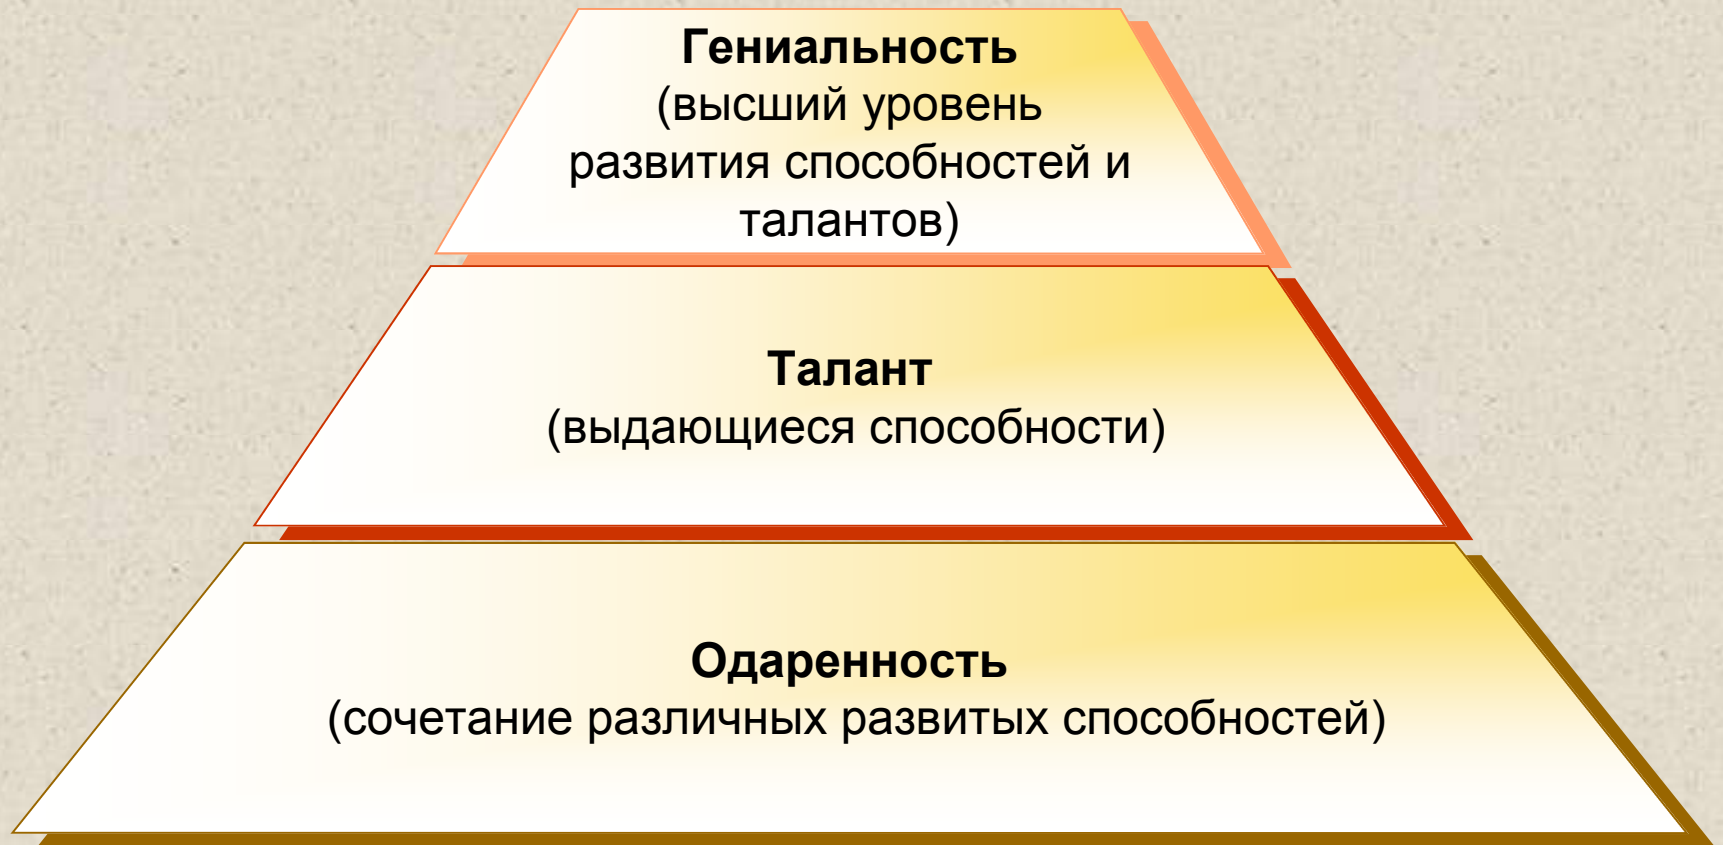 Гениальность
(высший уровень
развития способностей и
талантов)
Талант
(выдающиеся способности)
Одаренность
(сочетание различных развитых способностей)